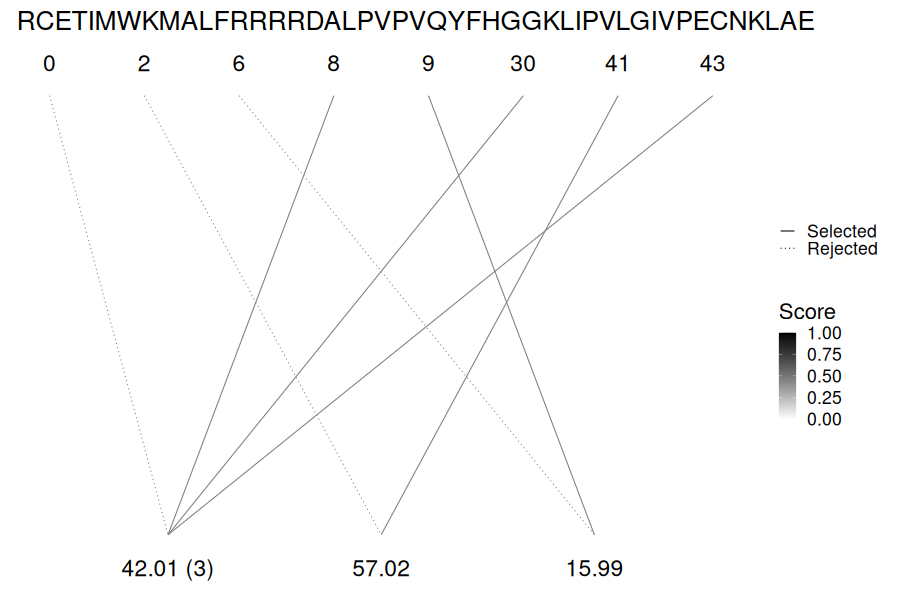 RCETIMWKMALFRRRRDALPVPVQYFHGGKLIPVLGIVPECNKLAE
0 2 6 8 9 30 41 43
Selected
Rejected
Score
1.00
0.75
0.50
0.25
0.00
42.01 (3) 57.02 15.99